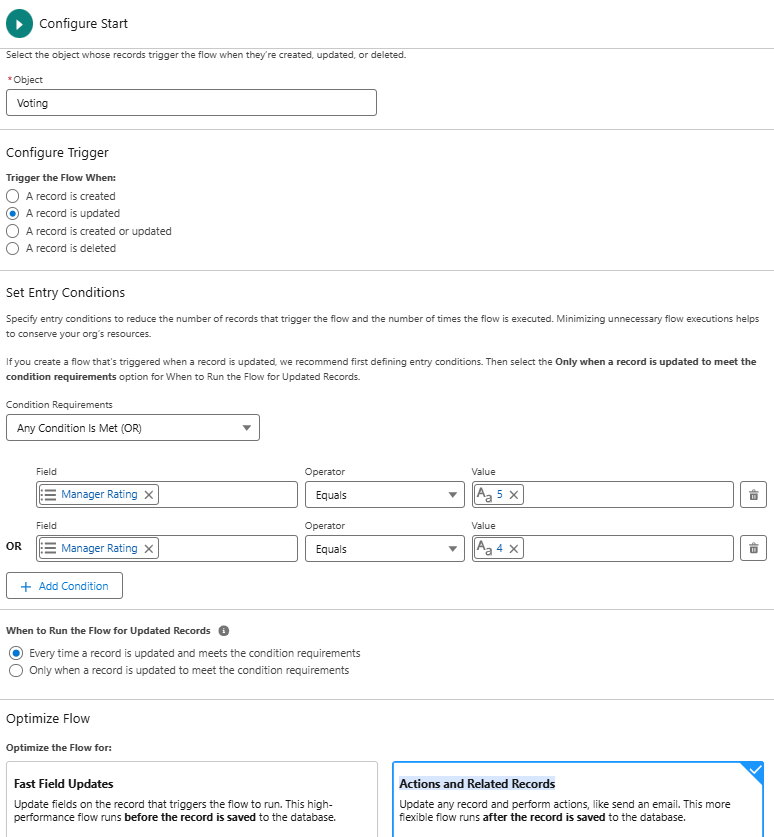 Configure Start
Select the object whose records trigger the flow when they're created, updated, or deleted.
*Object
Voting
Configure Trigger
Trigger the Flow When:
A record is created
A record is updated
A record is created or updated
A record is deleted
Set Entry Conditions
Specify entry conditions to reduce the number of records that trigger the flow and the number of times the flow is executed. Minimizing unnecessary flow executions helps
to conserve your org's resources.
If you create a flow that's triggered when a record is updated, we recommend first defining entry conditions. Then select the Only when a record is updated to meet the
condition requirements option for When to Run the Flow for Updated Records.
Condition Requirements
Any Condition Is Met (OR)
Field Operator Value
Manager Rating Equals Aa 5
Field Operator Value
OR Manager Rating Equals Aa 4
+ Add Condition
When to Run the Flow for Updated Records i
Every time a record is updated and meets the condition requirements
Only when a record is updated to meet the condition requirements
Optimize Flow
Optimize the Flow for:
Fast Field Updates
Update fields on the record that triggers the flow to run. This high-
performance flow runs before the record is saved to the database.
Actions and Related Records
Update any record and perform actions, like send an email. This more
flexible flow runs after the record is saved to the database.